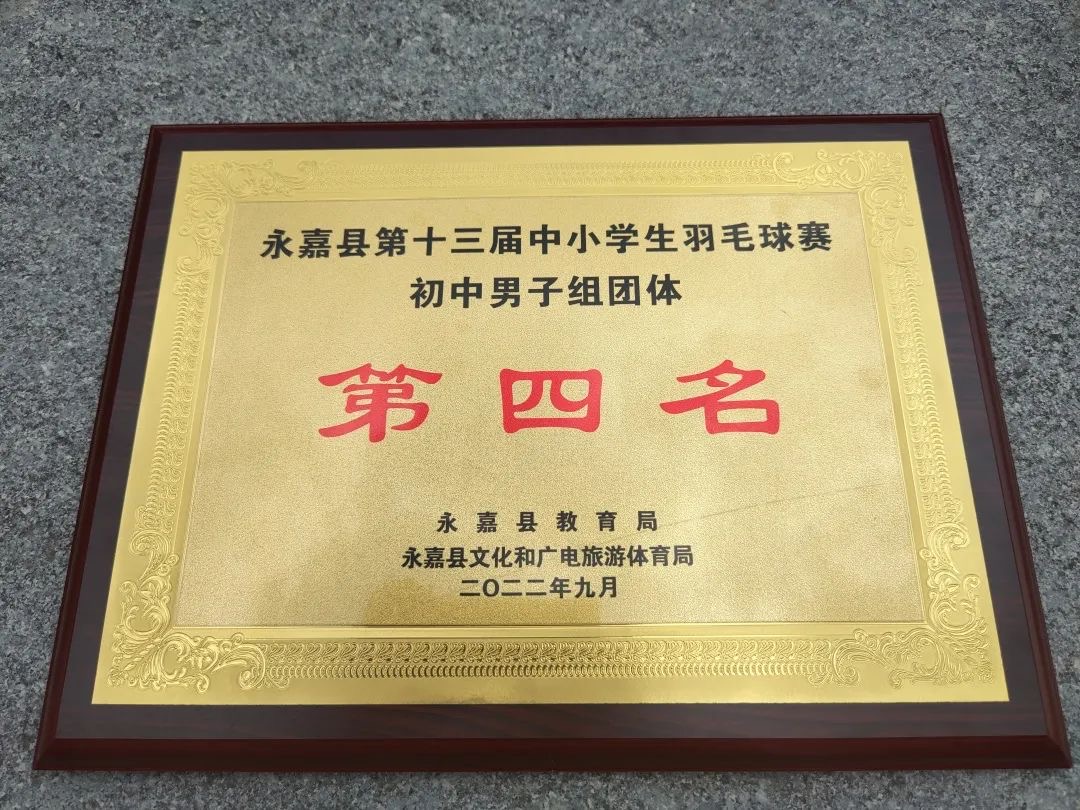 永嘉县第十三届中小学生羽毛球赛
初中男子组团体
第四名
永嘉县教育局
永嘉县文化和广电旅游体育局
二〇二二年九月